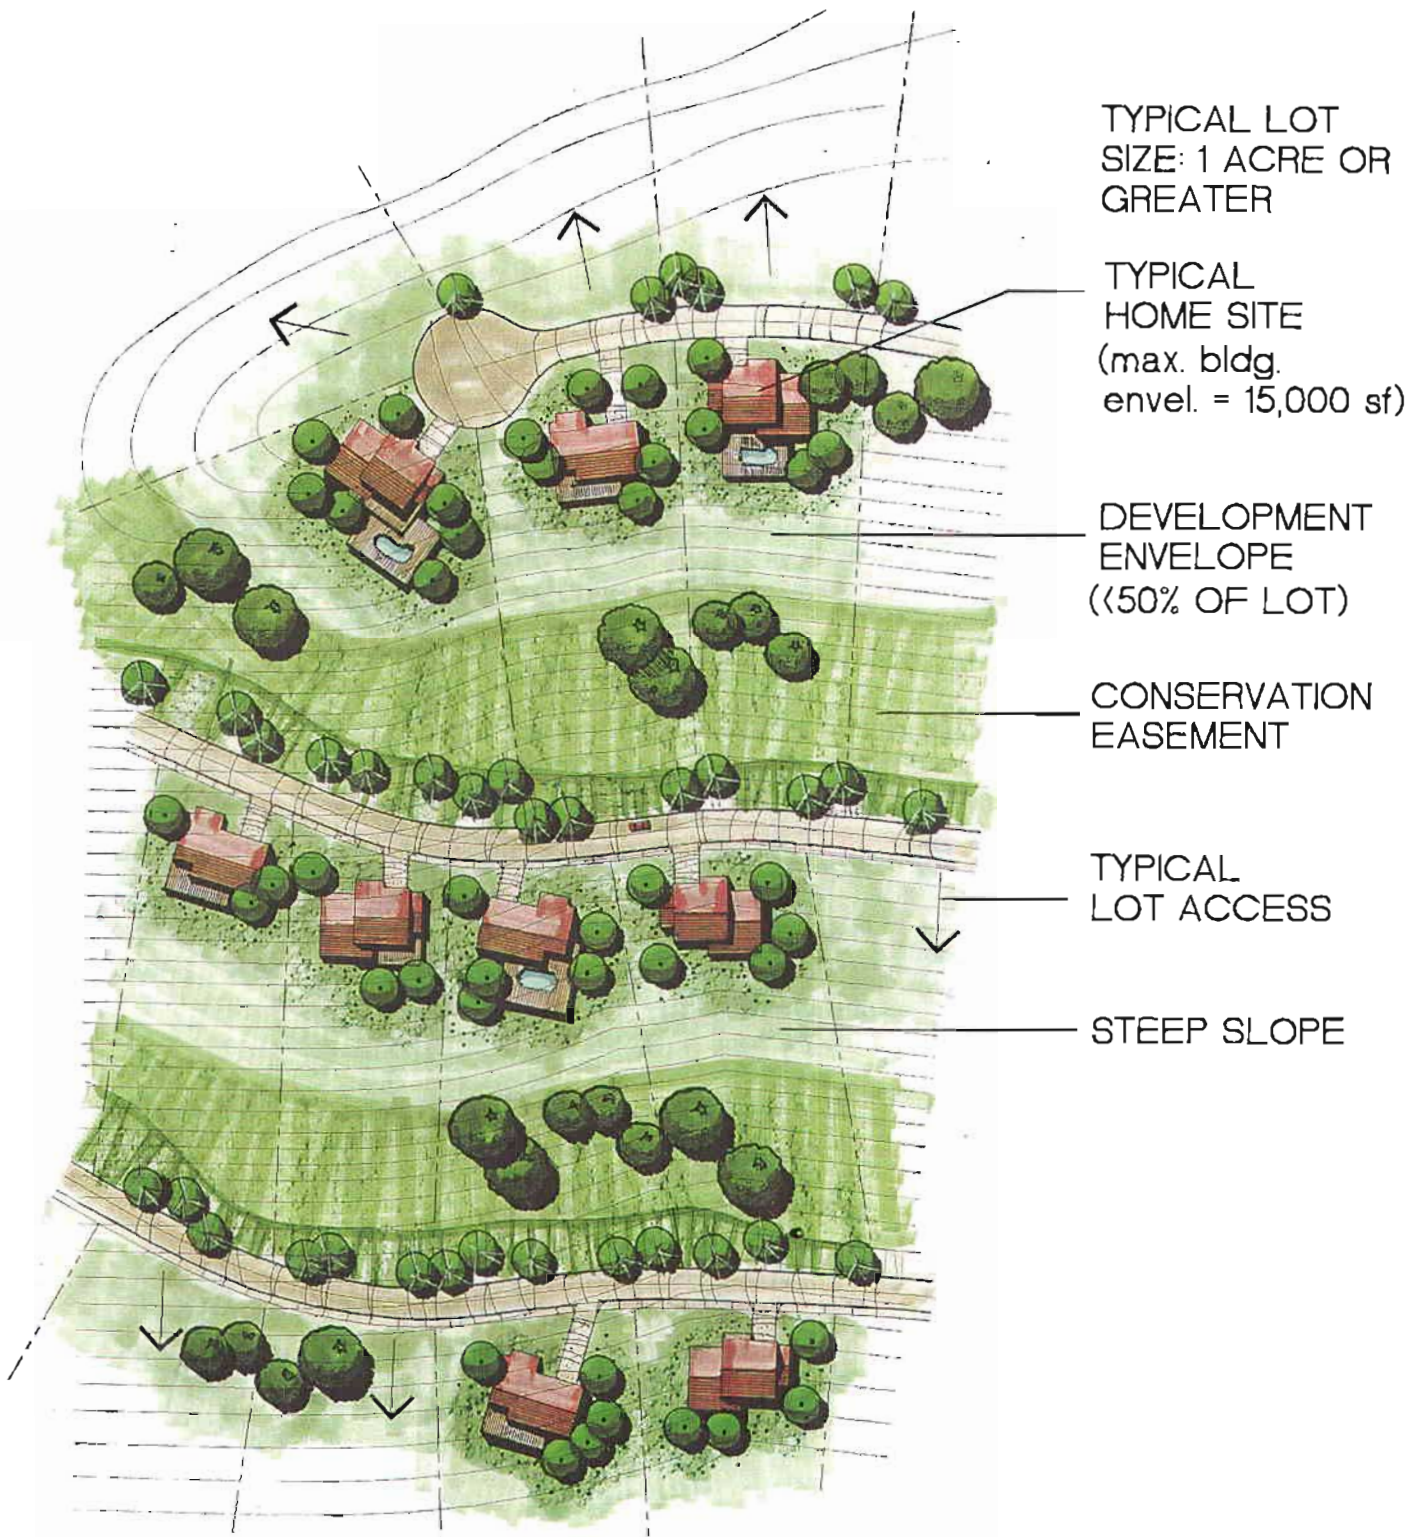 TYPICAL LOT
SIZE: 1 ACRE OR
GREATER
TYPICAL
HOME SITE
(max. bldg.
envel. = 15,000 sf)
DEVELOPMENT
ENVELOPE
(<50% OF LOT)
CONSERVATION
EASEMENT
TYPICAL
LOT ACCESS
STEEP SLOPE